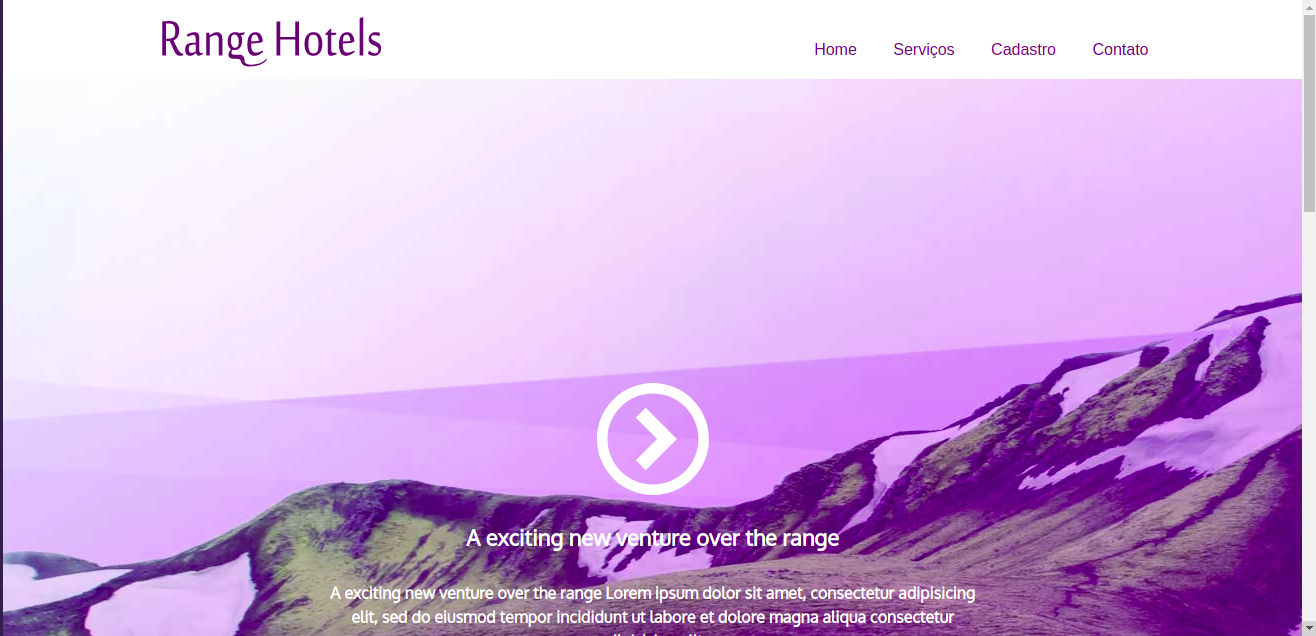 Range Hotels
Home Serviços Cadastro Contato
A exciting new venture over the range
A exciting new venture over the range Lorem ipsum dolor sit amet, consectetur adipisicing
elit, sed do eiusmod tempor incididunt ut labore et dolore magna aliqua consectetur